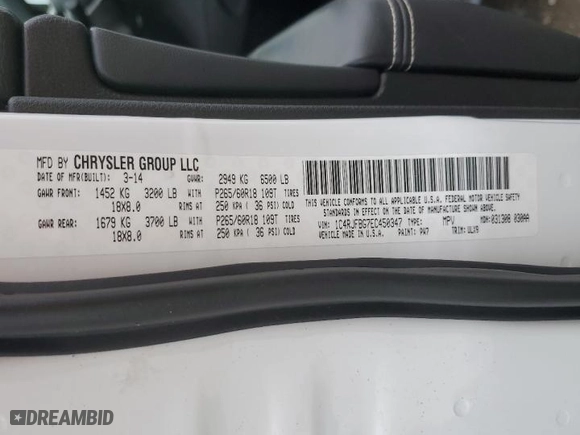 MFD BY CHRYSLER GROUP LLC
DATE OF MFR(BUILT): 3-14 GVWR: 2949 KG 6500 LB
GAWR FRONT: 1452 KG 3200 LB WITH P265/60R18 109T TIRES
18X8.0 RIMS AT 250 KPA ( 36 PSI) COLD
GAWR REAR: 1679 KG 3700 LB WITH P265/60R18 109T TIRES
18X8.0 RIMS AT 250 KPA ( 36 PSI) COLD
THIS VEHICLE CONFORMS TO ALL APPLICABLE U.S.A. FEDERAL MOTOR VEHICLE SAFETY
STANDARDS IN EFFECT ON THE DATE OF MANUFACTURE SHOWN ABOVE.
VIN: 1C4RJFBG7EC450347 TYPE: MPV MDH: 031308 030AA
MADE IN U.S.A. PAINT: PW7 TRIM: ULX9
DREAMBID